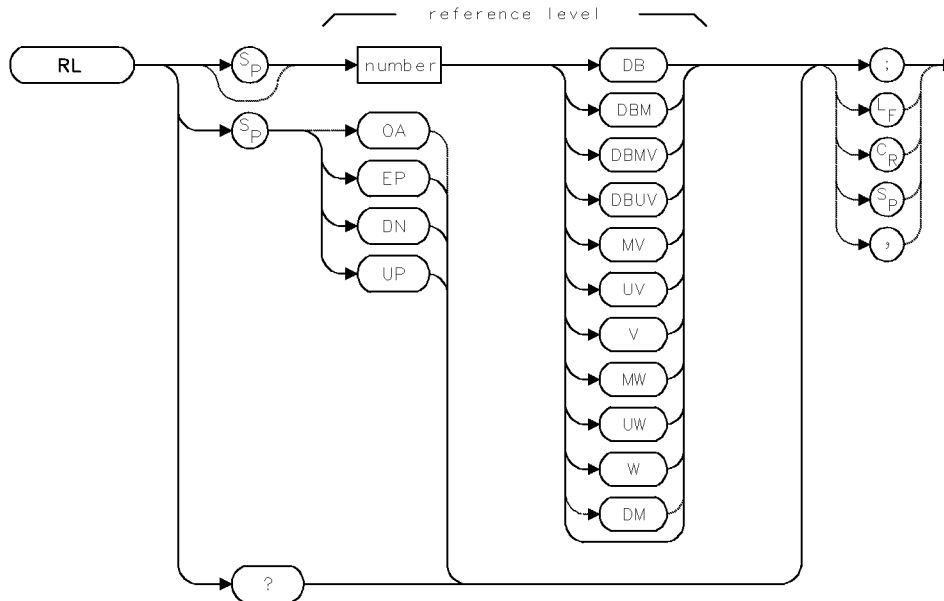 reference level
RL
SP
number
DB
;
DBM
LF
SP
OA
DBMV
CR
EP
DBUV
SP
DN
MV
,
UP
UV
V
MW
UW
W
DM
?